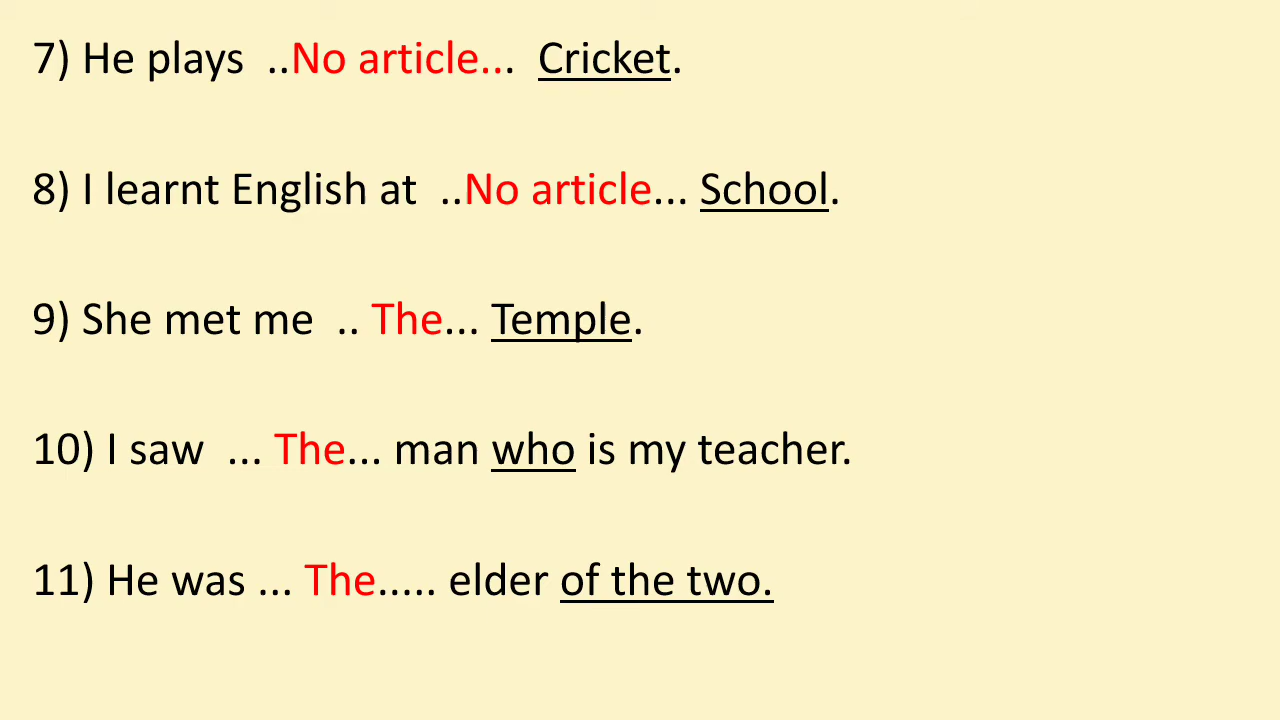 7) He plays ..No article... Cricket.
8) I learnt English at ..No article... School.
9) She met me .. The... Temple.
10) I saw ... The... man who is my teacher.
11) He was ... The..... elder of the two.